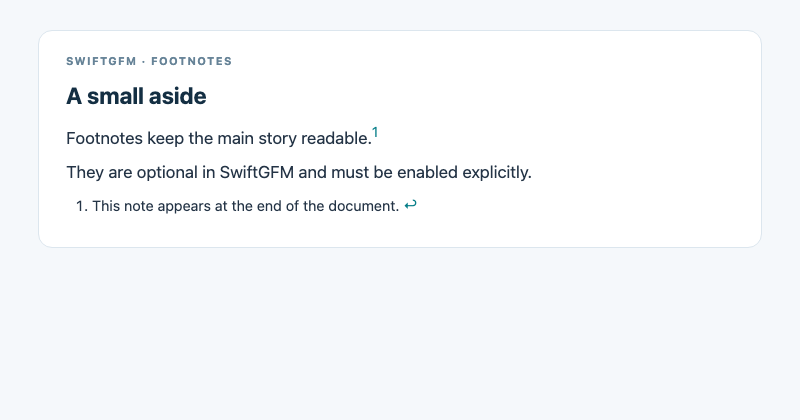 SWIFTGFM · FOOTNOTES
A small aside
Footnotes keep the main story readable.1
They are optional in SwiftGFM and must be enabled explicitly.
1. This note appears at the end of the document. ↩